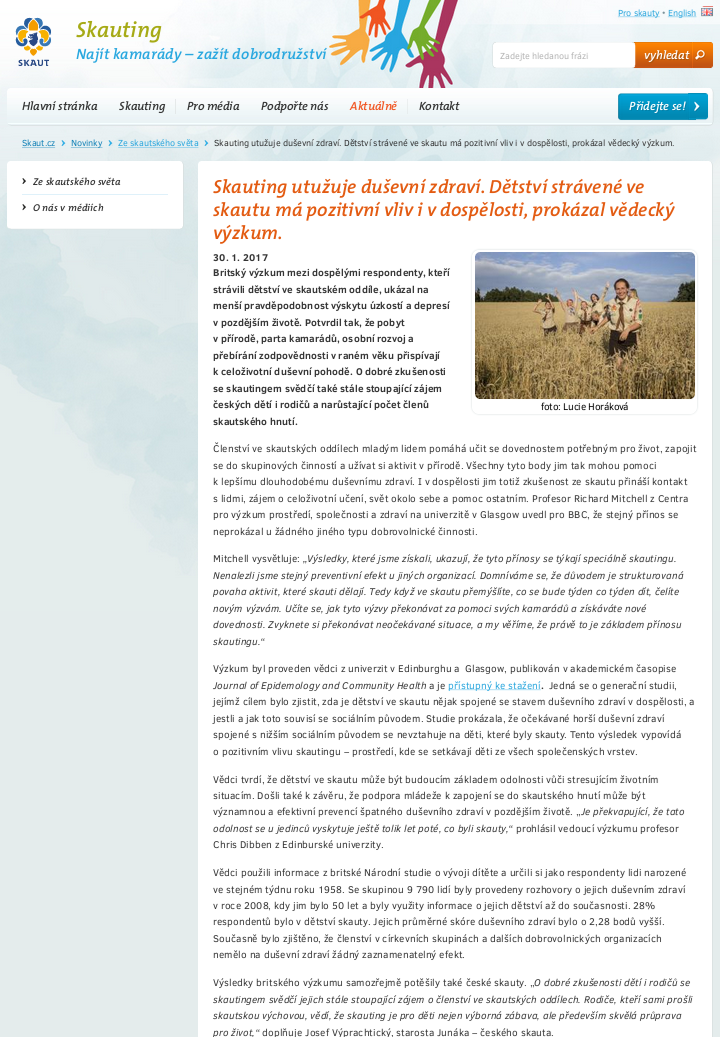 Pro skauty • English
SKAUT
Skauting
Najít kamarády – zažít dobrodružství
Zadejte hledanou frázi
vyhledat
Hlavní stránka Skauting Pro média Podpořte nás Aktuálně Kontakt
Přidejte se!
Skaut.cz Novinky Ze skautského světa Skauting utužuje duševní zdraví. Dětství strávené ve skautu má pozitivní vliv i v dospělosti, prokázal vědecký výzkum.
Ze skautského světa
O nás v médiích
Skauting utužuje duševní zdraví. Dětství strávené ve
skautu má pozitivní vliv i v dospělosti, prokázal vědecký
výzkum.
30. 1. 2017
Britský výzkum mezi dospělými respondenty, kteří
strávili dětství ve skautském oddíle, ukázal na
menší pravděpodobnost výskytu úzkostí a depresí
v pozdějším životě. Potvrdil tak, že pobyt
v přírodě, parta kamarádů, osobní rozvoj a
přebírání zodpovědnosti v raném věku přispívají
k celoživotní duševní pohodě. O dobré zkušenosti
se skautingem svědčí také stále stoupající zájem
českých dětí i rodičů a narůstající počet členů
skautského hnutí.
foto: Lucie Horáková
Členství ve skautských oddílech mladým lidem pomáhá učit se dovednostem potřebným pro život, zapojit
se do skupinových činností a užívat si aktivit v přírodě. Všechny tyto body jim tak mohou pomoci
k lepšímu dlouhodobému duševnímu zdraví. I v dospělosti jim totiž zkušenost ze skautu přináší kontakt
s lidmi, zájem o celoživotní učení, svět okolo sebe a pomoc ostatním. Profesor Richard Mitchell z Centra
pro výzkum prostředí, společnosti a zdraví na univerzitě v Glasgow uvedl pro BBC, že stejný přínos se
neprokázal u žádného jiného typu dobrovolnické činnosti.
Mitchell vysvětluje: „Výsledky, které jsme získali, ukazují, že tyto přínosy se týkají speciálně skautingu.
Nenalezli jsme stejný preventivní efekt u jiných organizací. Domníváme se, že důvodem je strukturovaná
povaha aktivit, které skauti dělají. Tedy když ve skautu přemýšlíte, co se bude týden co týden dít, čelíte
novým výzvám. Učíte se, jak tyto výzvy překonávat za pomoci svých kamarádů a získáváte nové
dovednosti. Zvyknete si překonávat neočekávané situace, a my věříme, že právě to je základem přínosu
skautingu.“
Výzkum byl proveden vědci z univerzit v Edinburghu a Glasgow, publikován v akademickém časopise
Journal of Epidemology and Community Health a je přístupný ke stažení. Jedná se o generační studii,
jejímž cílem bylo zjistit, zda je dětství ve skautu nějak spojené se stavem duševního zdraví v dospělosti, a
jestli a jak toto souvisí se sociálním původem. Studie prokázala, že očekávané horší duševní zdraví
spojené s nižším sociálním původem se nevztahuje na děti, které byly skauty. Tento výsledek vypovídá
o pozitivním vlivu skautingu – prostředí, kde se setkávají děti ze všech společenských vrstev.
Vědci tvrdí, že dětství ve skautu může být budoucím základem odolnosti vůči stresujícím životním
situacím. Došli také k závěru, že podpora mládeže k zapojení se do skautského hnutí může být
významnou a efektivní prevencí špatného duševního zdraví v pozdějším životě. „Je překvapující, že tato
odolnost se u jedinců vyskytuje ještě tolik let poté, co byli skauty,“ prohlásil vedoucí výzkumu profesor
Chris Dibben z Edinburské univerzity.
Vědci použili informace z britské Národní studie o vývoji dítěte a určili si jako respondenty lidi narozené
ve stejném týdnu roku 1958. Se skupinou 9 790 lidí byly provedeny rozhovory o jejich duševním zdraví
v roce 2008, kdy jim bylo 50 let a byly využity informace o jejich dětství až do současnosti. 28%
respondentů bylo v dětství skauty. Jejich průměrné skóre duševního zdraví bylo o 2,28 bodů vyšší.
Současně bylo zjištěno, že členství v církevních skupinách a dalších dobrovolnických organizacích
nemělo na duševní zdraví žádný zaznamenatelný efekt.
Výsledky britského výzkumu samozřejmě potěšily také české skauty. „O dobré zkušenosti dětí i rodičů se
skautingem svědčí jejich stále stoupající zájem o členství ve skautských oddílech. Rodiče, kteří sami prošli
skautskou výchovou, vědí, že skauting je pro děti nejen výborná zábava, ale především skvělá průprava
pro život,“ doplňuje Josef Výprachtický, starosta Junáka – českého skauta.